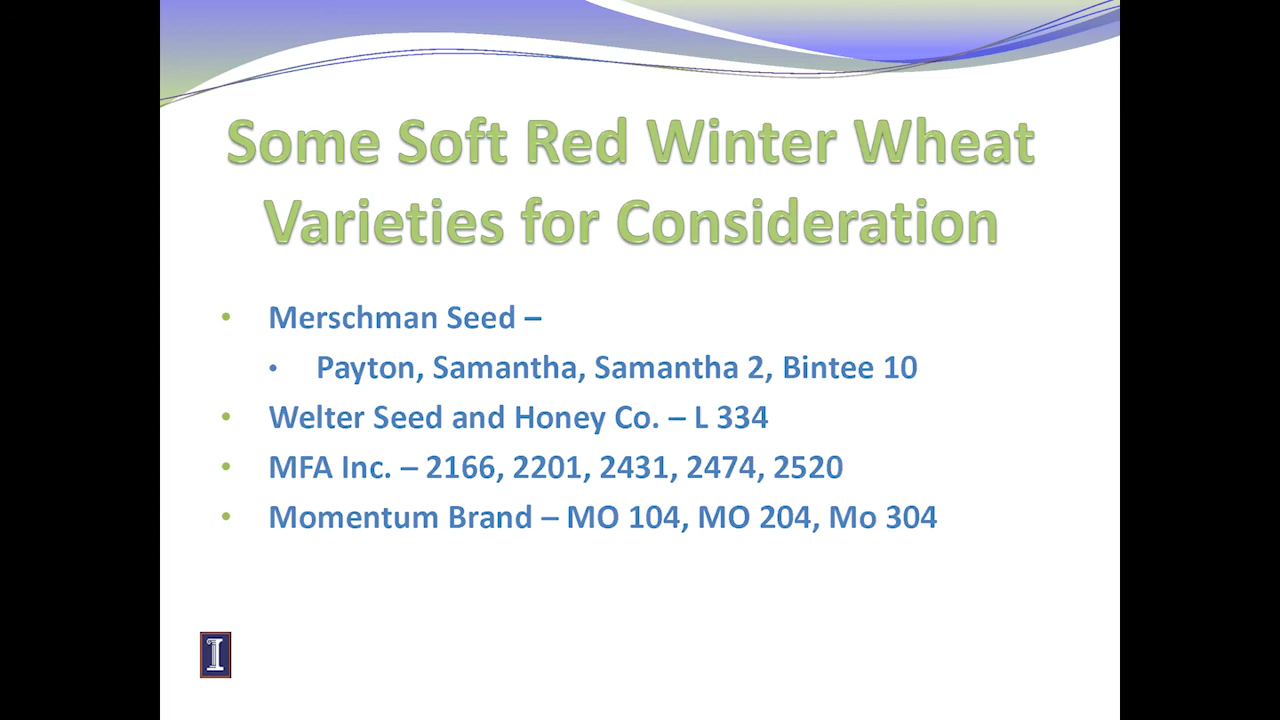 Some Soft Red Winter Wheat
Varieties for Consideration
• Merschman Seed –
• Payton, Samantha, Samantha 2, Bintee 10
• Welter Seed and Honey Co. – L 334
• MFA Inc. – 2166, 2201, 2431, 2474, 2520
• Momentum Brand – MO 104, MO 204, Mo 304
I